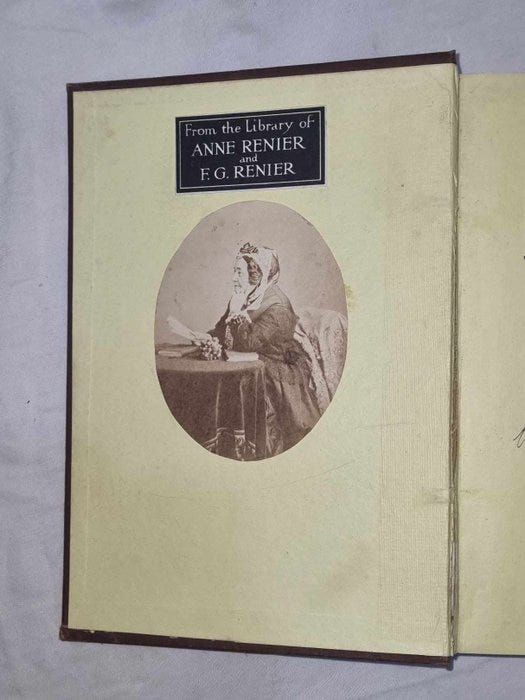 From the Library of
ANNE RENIER
and
F. G. RENIER